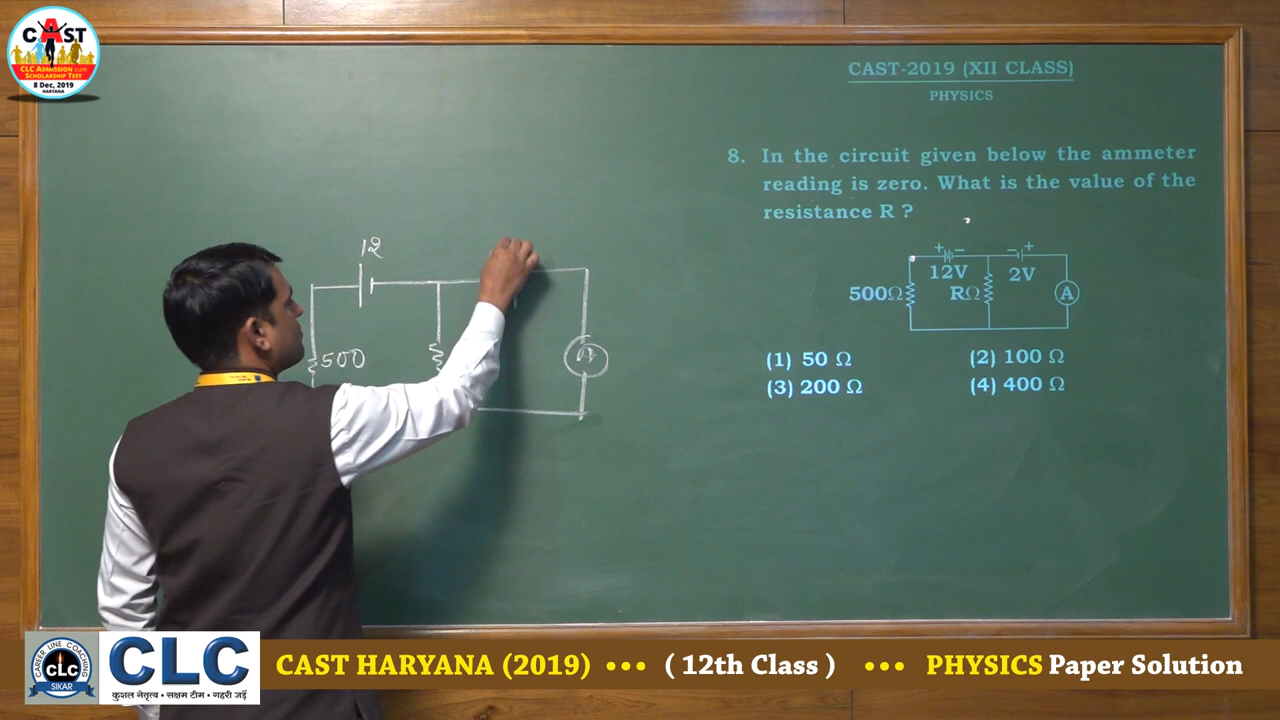 CAST
CLC ADMISSION cum
SCHOLARSHIP TEST
8 Dec, 2019
HARYANA
CAST-2019 (XII CLASS)
PHYSICS
8. In the circuit given below the ammeter
reading is zero. What is the value of the
resistance R ?
+ − − +
12V 2V
500Ω RΩ A
(1) 50 Ω (2) 100 Ω
(3) 200 Ω (4) 400 Ω
12
500
A
CAREER LINE COACHING
CLC
SIKAR
CLC
कुशल नेतृत्व • सक्षम टीम • गहरी जड़ें
CAST HARYANA (2019) ••• ( 12th Class ) ••• PHYSICS Paper Solution